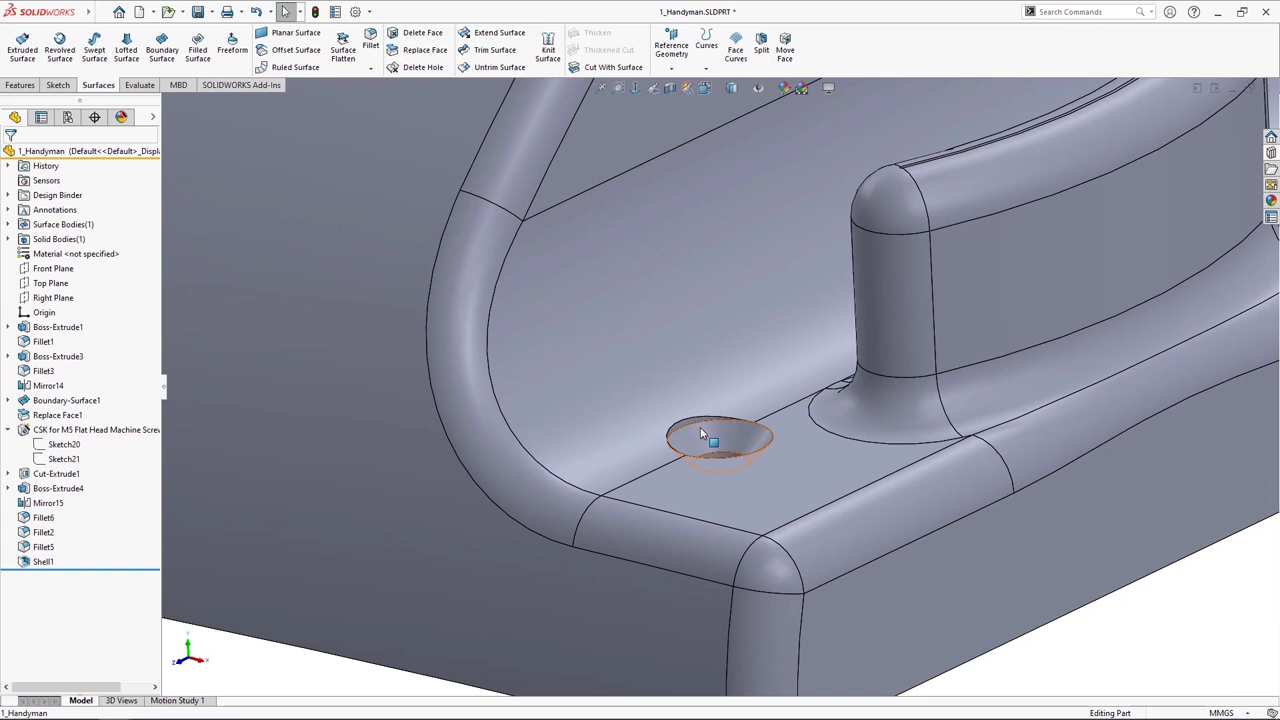 SOLIDWORKS
1_Handyman.SLDPRT *
Search Commands
Extruded Surface
Revolved Surface
Swept Surface
Lofted Surface
Boundary Surface
Filled Surface
Freeform
Planar Surface
Offset Surface
Ruled Surface
Surface Flatten
Fillet
Delete Face
Replace Face
Delete Hole
Extend Surface
Trim Surface
Untrim Surface
Knit Surface
Thicken
Thickened Cut
Cut With Surface
Reference Geometry
Curves
Face Curves
Split
Move Face
Features
Sketch
Surfaces
Evaluate
MBD
SOLIDWORKS Add-Ins
1_Handyman (Default<<Default>_Displ
History
Sensors
Design Binder
Annotations
Surface Bodies(1)
Solid Bodies(1)
Material <not specified>
Front Plane
Top Plane
Right Plane
Origin
Boss-Extrude1
Fillet1
Boss-Extrude3
Fillet3
Mirror14
Boundary-Surface1
Replace Face1
CSK for M5 Flat Head Machine Screw
Sketch20
Sketch21
Cut-Extrude1
Boss-Extrude4
Mirror15
Fillet6
Fillet2
Fillet5
Shell1
Y
X
Z
Model
3D Views
Motion Study 1
1_Handyman
Editing Part
MMGS